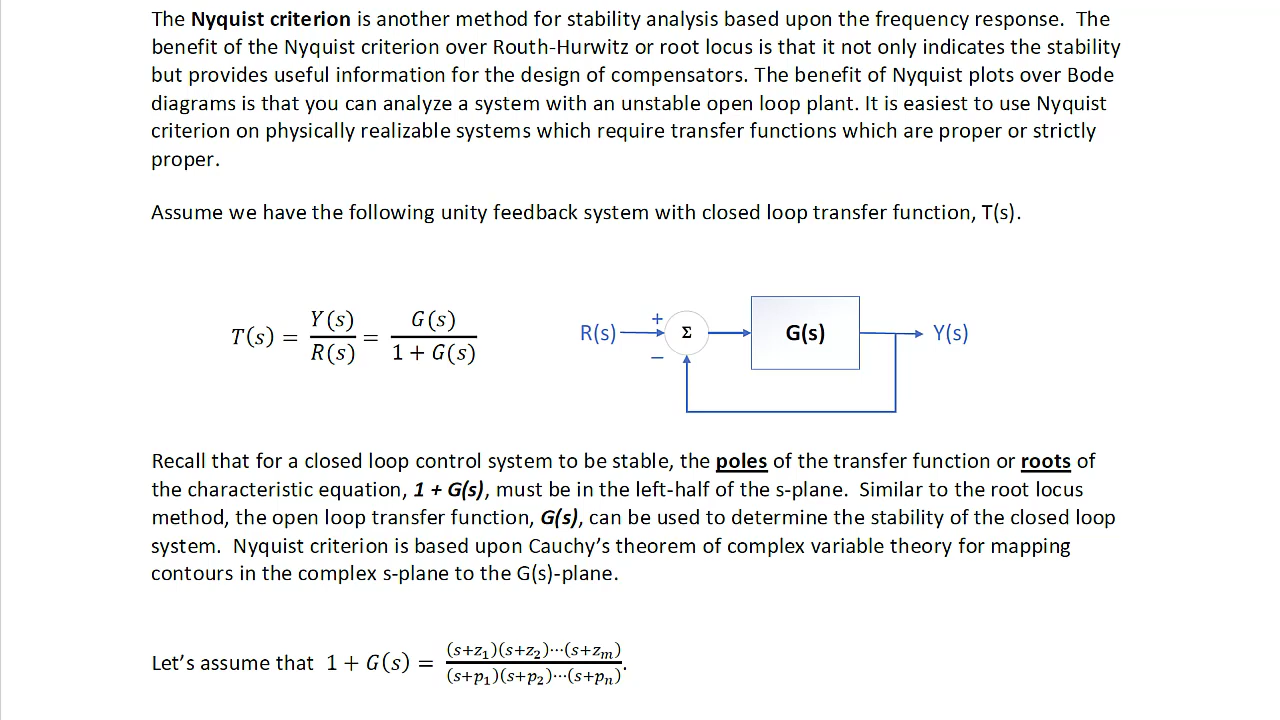 The Nyquist criterion is another method for stability analysis based upon the frequency response.  The
benefit of the Nyquist criterion over Routh-Hurwitz or root locus is that it not only indicates the stability
but provides useful information for the design of compensators. The benefit of Nyquist plots over Bode
diagrams is that you can analyze a system with an unstable open loop plant. It is easiest to use Nyquist
criterion on physically realizable systems which require transfer functions which are proper or strictly
proper.
Assume we have the following unity feedback system with closed loop transfer function, T(s).
T(s) = Y(s)/R(s) = G(s)/(1 + G(s))
R(s) + − Σ G(s) Y(s)
Recall that for a closed loop control system to be stable, the poles of the transfer function or roots of
the characteristic equation, 1 + G(s), must be in the left-half of the s-plane.  Similar to the root locus
method, the open loop transfer function, G(s), can be used to determine the stability of the closed loop
system.  Nyquist criterion is based upon Cauchy's theorem of complex variable theory for mapping
contours in the complex s-plane to the G(s)-plane.
Let's assume that 1 + G(s) = (s+z₁)(s+z₂)⋯(s+zₘ)/(s+p₁)(s+p₂)⋯(s+pₙ).